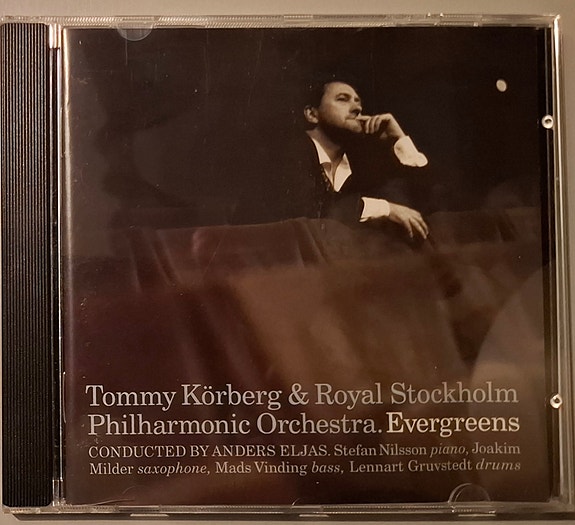 Tommy Körberg & Royal Stockholm
Philharmonic Orchestra. Evergreens
CONDUCTED BY ANDERS ELJAS. Stefan Nilsson piano, Joakim
Milder saxophone, Mads Vinding bass, Lennart Gruvstedt drums